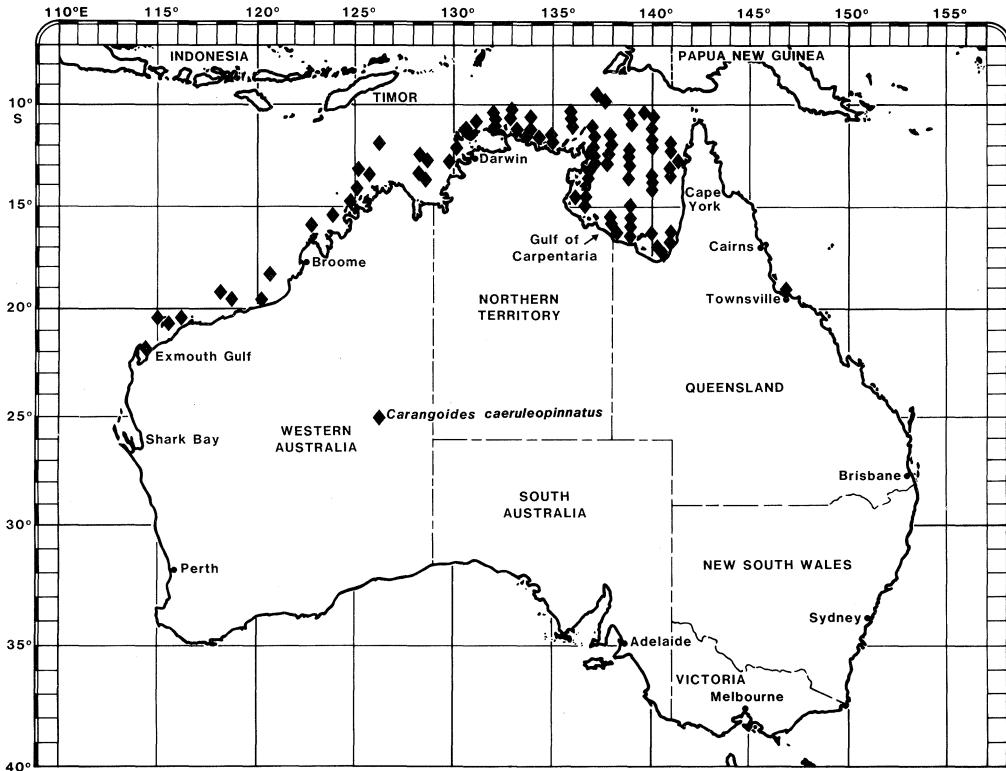 110°E 115° 120° 125° 130° 135° 140° 145° 150° 155°
INDONESIA
PAPUA NEW GUINEA
TIMOR
10°
S
Darwin
15°
Cape
York
Gulf of
Carpentaria
Cairns
Broome
NORTHERN
TERRITORY
Townsville
20°
Exmouth Gulf
QUEENSLAND
25°
Carangoides caeruleopinnatus
WESTERN
AUSTRALIA
Shark Bay
Brisbane
SOUTH
AUSTRALIA
30°
Perth
NEW SOUTH WALES
Sydney
35°
Adelaide
VICTORIA
Melbourne
40°